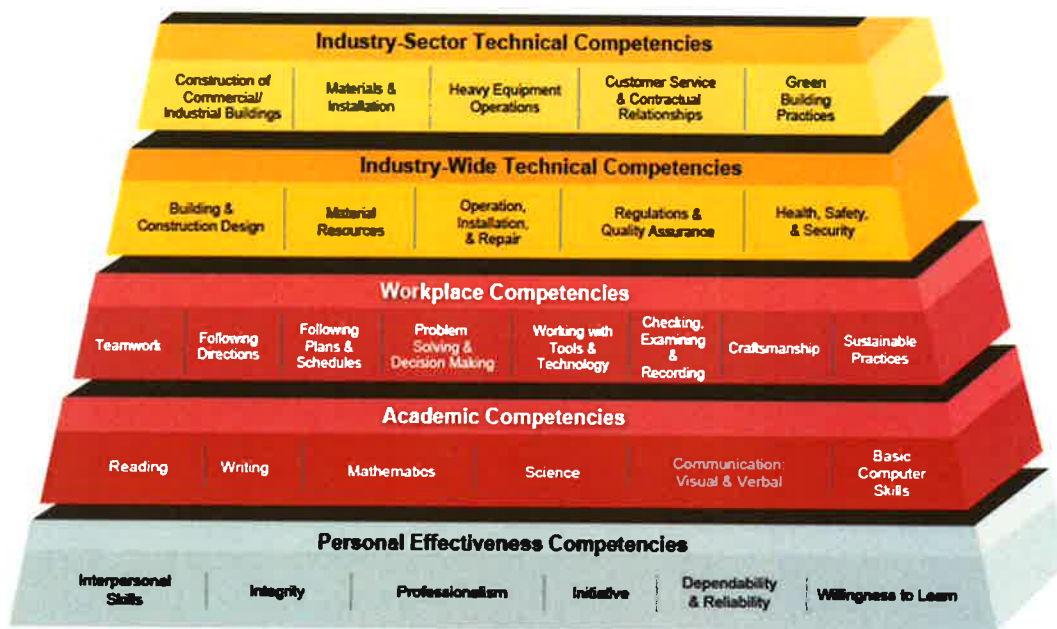 Industry-Sector Technical Competencies
Construction of
Commercial/
Industrial Buildings
Materials &
Installation
Heavy Equipment
Operations
Customer Service
& Contractual
Relationships
Green
Building
Practices
Industry-Wide Technical Competencies
Building &
Construction Design
Material
Resources
Operation,
Installation,
& Repair
Regulations &
Quality Assurance
Health, Safety,
& Security
Workplace Competencies
Teamwork
Following
Directions
Following
Plans &
Schedules
Problem
Solving &
Decision Making
Working with
Tools &
Technology
Checking,
Examining
&
Recording
Craftsmanship
Sustainable
Practices
Academic Competencies
Reading
Writing
Mathematics
Science
Communication:
Visual & Verbal
Basic
Computer
Skills
Personal Effectiveness Competencies
Interpersonal
Skills
Integrity
Professionalism
Initiative
Dependability
& Reliability
Willingness to Learn